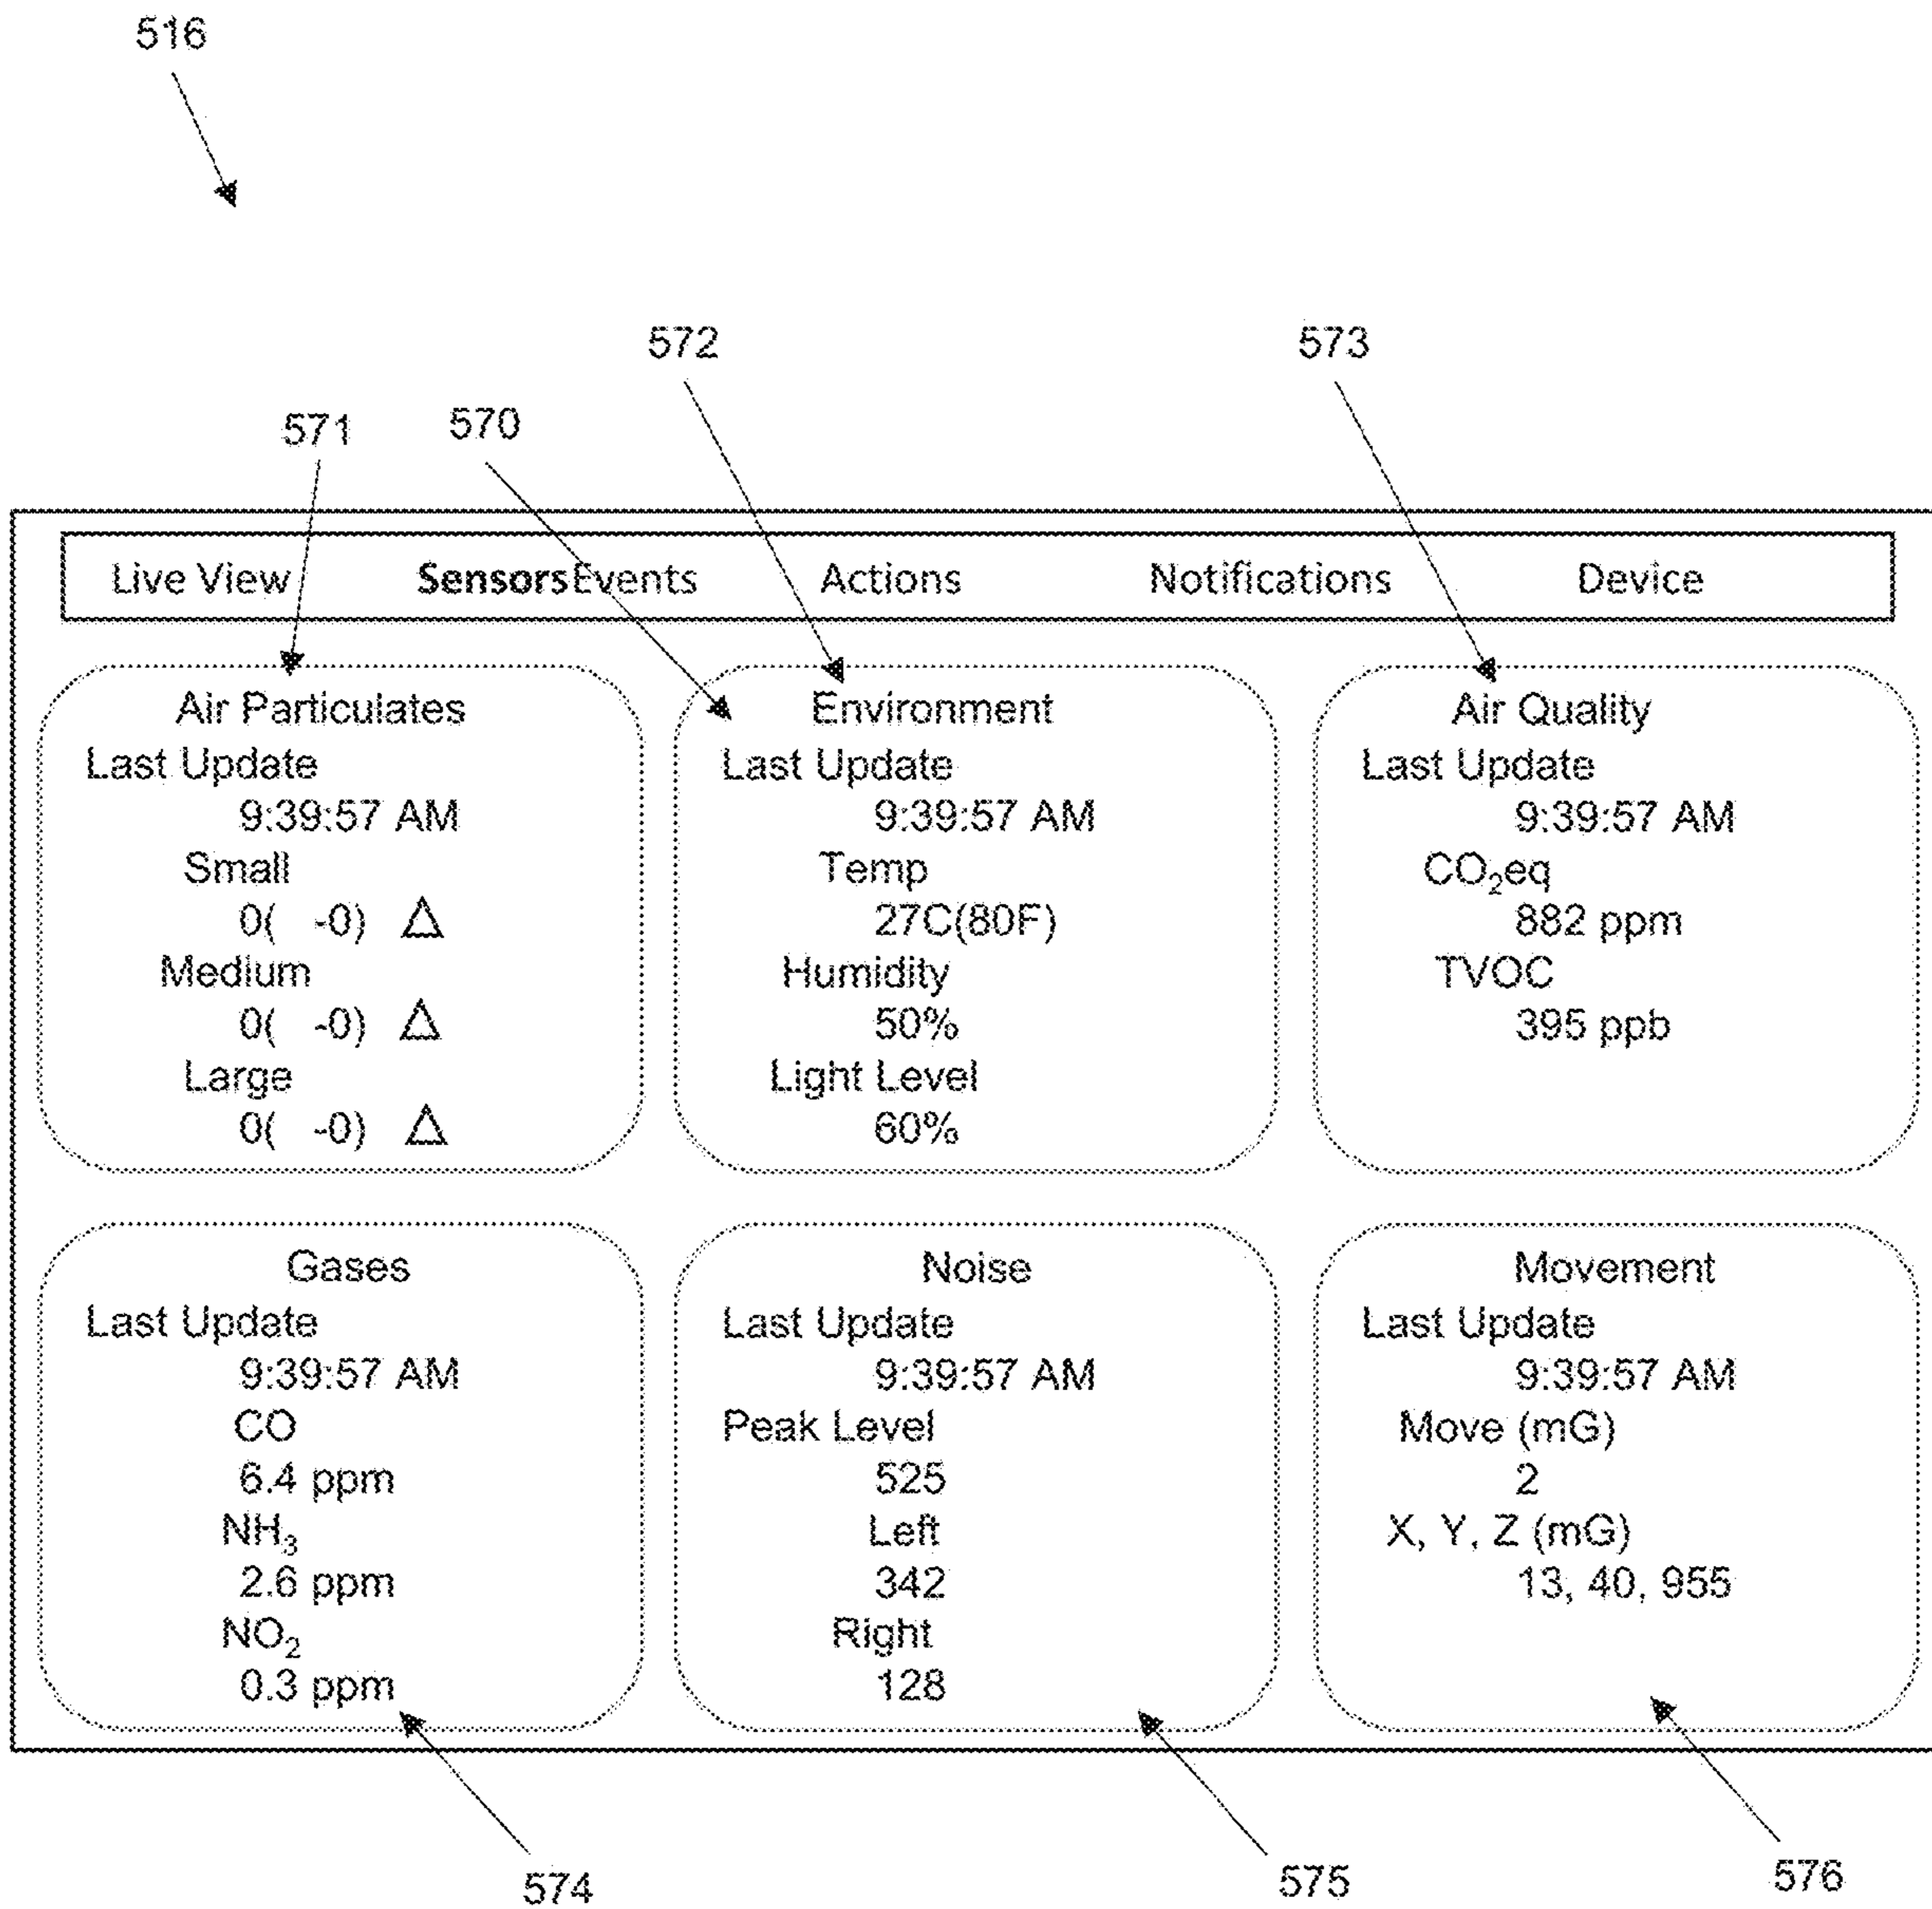 516
572
573
571
570
Live View SensorsEvents Actions Notifications Device
Air Particulates
Last Update
9:39:57 AM
Small
0( -0) △
Medium
0( -0) △
Large
0( -0) △
Environment
Last Update
9:39:57 AM
Temp
27C(80F)
Humidity
50%
Light Level
60%
Air Quality
Last Update
9:39:57 AM
CO₂eq
882 ppm
TVOC
395 ppb
Gases
Last Update
9:39:57 AM
CO
6.4 ppm
NH₃
2.6 ppm
NO₂
0.3 ppm
Noise
Last Update
9:39:57 AM
Peak Level
525
Left
342
Right
128
Movement
Last Update
9:39:57 AM
Move (mG)
2
X, Y, Z (mG)
13, 40, 955
574
575
576